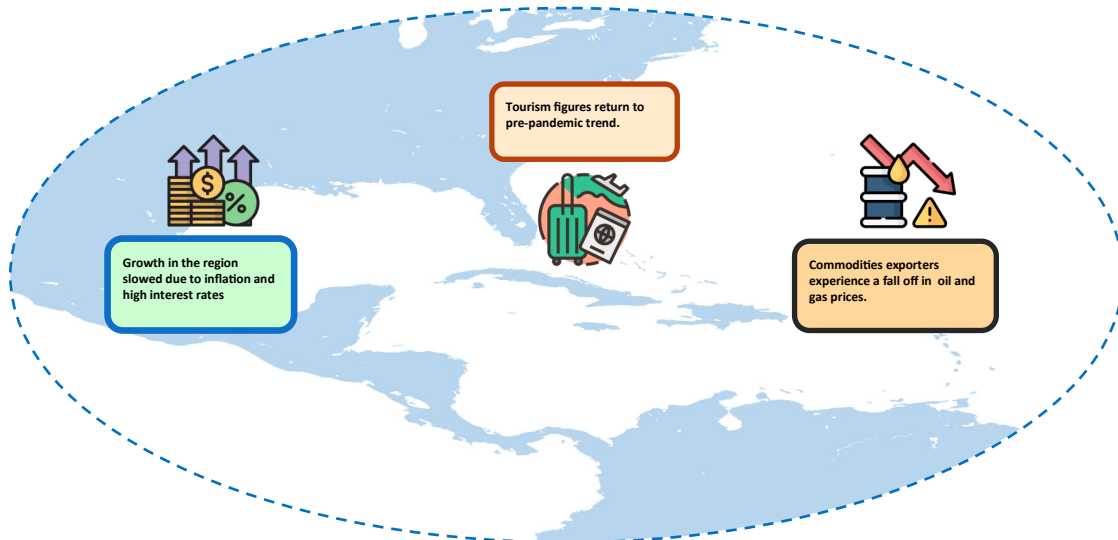 Tourism figures return to
pre-pandemic trend.
$
%
Growth in the region
slowed due to inflation and
high interest rates
Commodities exporters
experience a fall off in  oil and
gas prices.
!